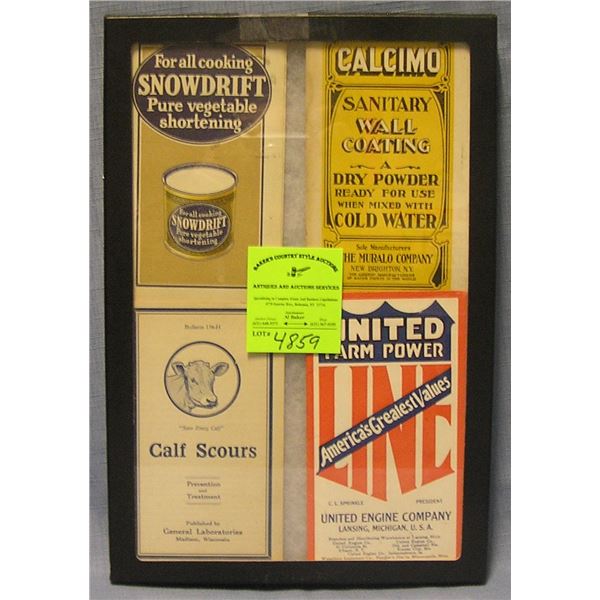 For all cooking
SNOWDRIFT
Pure vegetable
shortening
For all cooking
SNOWDRIFT
Pure vegetable
shortening
CALCIMO
SANITARY
WALL
COATING
A
DRY POWDER
READY FOR USE
WHEN MIXED WITH
COLD WATER
Sole Manufacturers
THE MURALO COMPANY
NEW BRIGHTON N.Y.
BAKER'S COUNTRY STYLE AUCTIONS
ANTIQUES AND AUCTIONS SERVICES
Al Baker
LOT# 4859
Bulletin 196-H
Calf Scours
Prevention
and
Treatment
Published by
General Laboratories
Madison, Wisconsin
UNITED
FARM POWER
LINE
America's Greatest Values
C. L. SPRINKLE PRESIDENT
UNITED ENGINE COMPANY
LANSING, MICHIGAN, U. S. A.